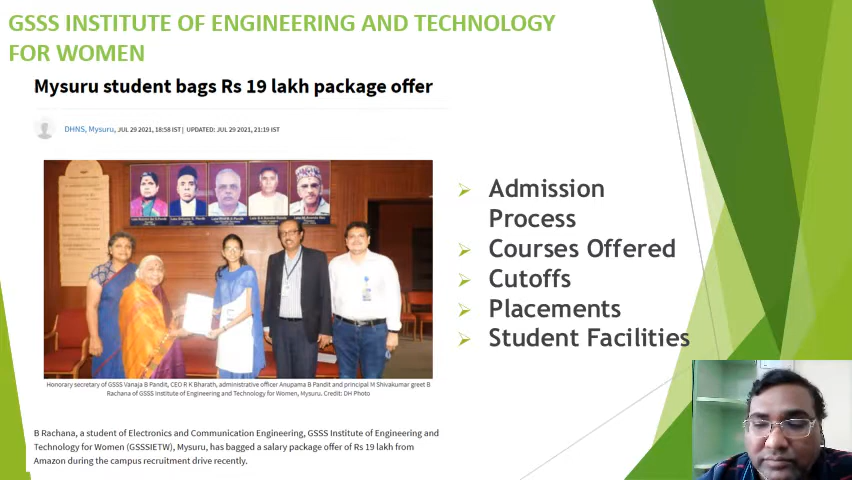 GSSS INSTITUTE OF ENGINEERING AND TECHNOLOGY
FOR WOMEN
Mysuru student bags Rs 19 lakh package offer
DHNS, Mysuru, JUL 29 2021, 18:58 IST | UPDATED: JUL 29 2021, 21:19 IST
Honorary secretary of GSSS Vanaja B Pandit, CEO R K Bharath, administrative officer Anupama B Pandit and principal M Shivakumar greet B
Rachana of GSSS Institute of Engineering and Technology for Women, Mysuru. Credit: DH Photo
B Rachana, a student of Electronics and Communication Engineering, GSSS Institute of Engineering and
Technology for Women (GSSSIETW), Mysuru, has bagged a salary package offer of Rs 19 lakh from
Amazon during the campus recruitment drive recently.
Admission
Process
Courses Offered
Cutoffs
Placements
Student Facilities